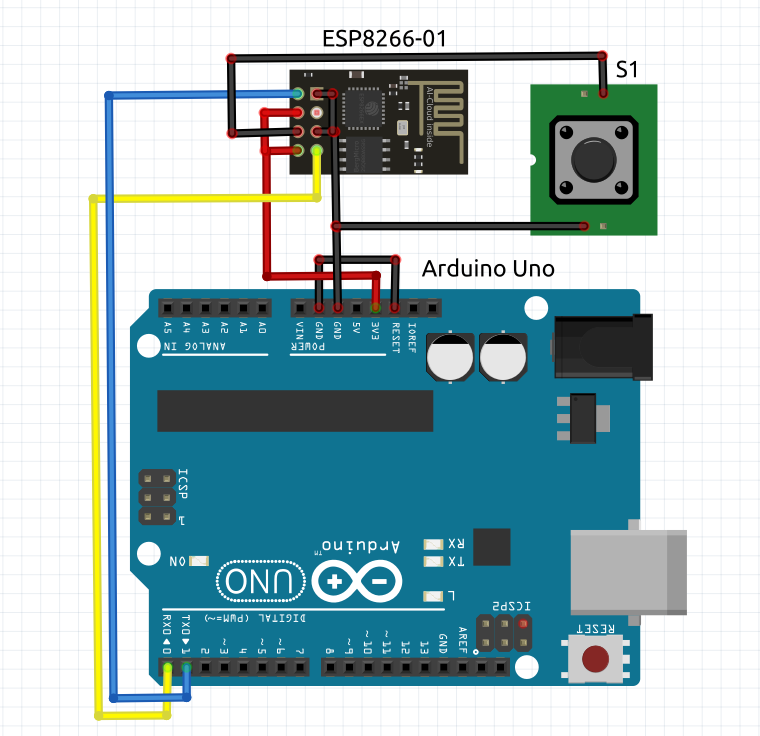 ESP8266-01
S1
AI-Cloud inside
Arduino Uno
A5 A4 A3 A2 A1 A0
VIN GND GND 5V 3V3 RESET IOREF
ANALOG IN
POWER
ICSP
1
Arduino
™
RX
TX
ON
UNO
L
DIGITAL (PWM=~)
ICSP2
RX0 ◀ 0
TX0 ▶ 1
2 ~3 4 ~5 ~6 7 8 ~9 ~10 ~11 12 13 GND AREF
RESET